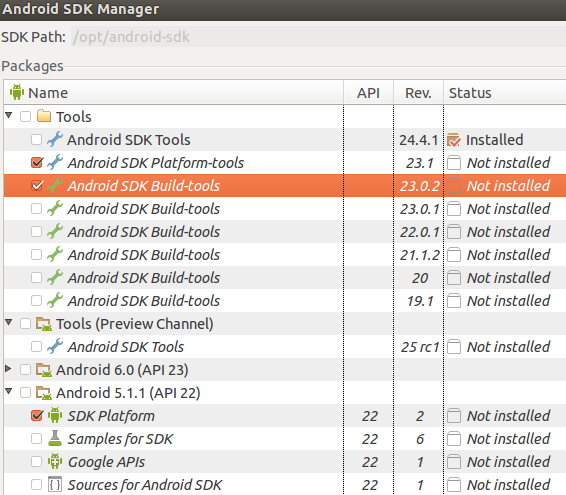 Android SDK Manager
SDK Path: /opt/android-sdk
Packages
Name API Rev. Status
Tools
Android SDK Tools 24.4.1 Installed
Android SDK Platform-tools 23.1 Not installed
Android SDK Build-tools 23.0.2 Not installed
Android SDK Build-tools 23.0.1 Not installed
Android SDK Build-tools 22.0.1 Not installed
Android SDK Build-tools 21.1.2 Not installed
Android SDK Build-tools 20 Not installed
Android SDK Build-tools 19.1 Not installed
Tools (Preview Channel)
Android SDK Tools 25 rc1 Not installed
Android 6.0 (API 23)
Android 5.1.1 (API 22)
SDK Platform 22 2 Not installed
Samples for SDK 22 6 Not installed
Google APIs 22 1 Not installed
Sources for Android SDK 22 1 Not installed